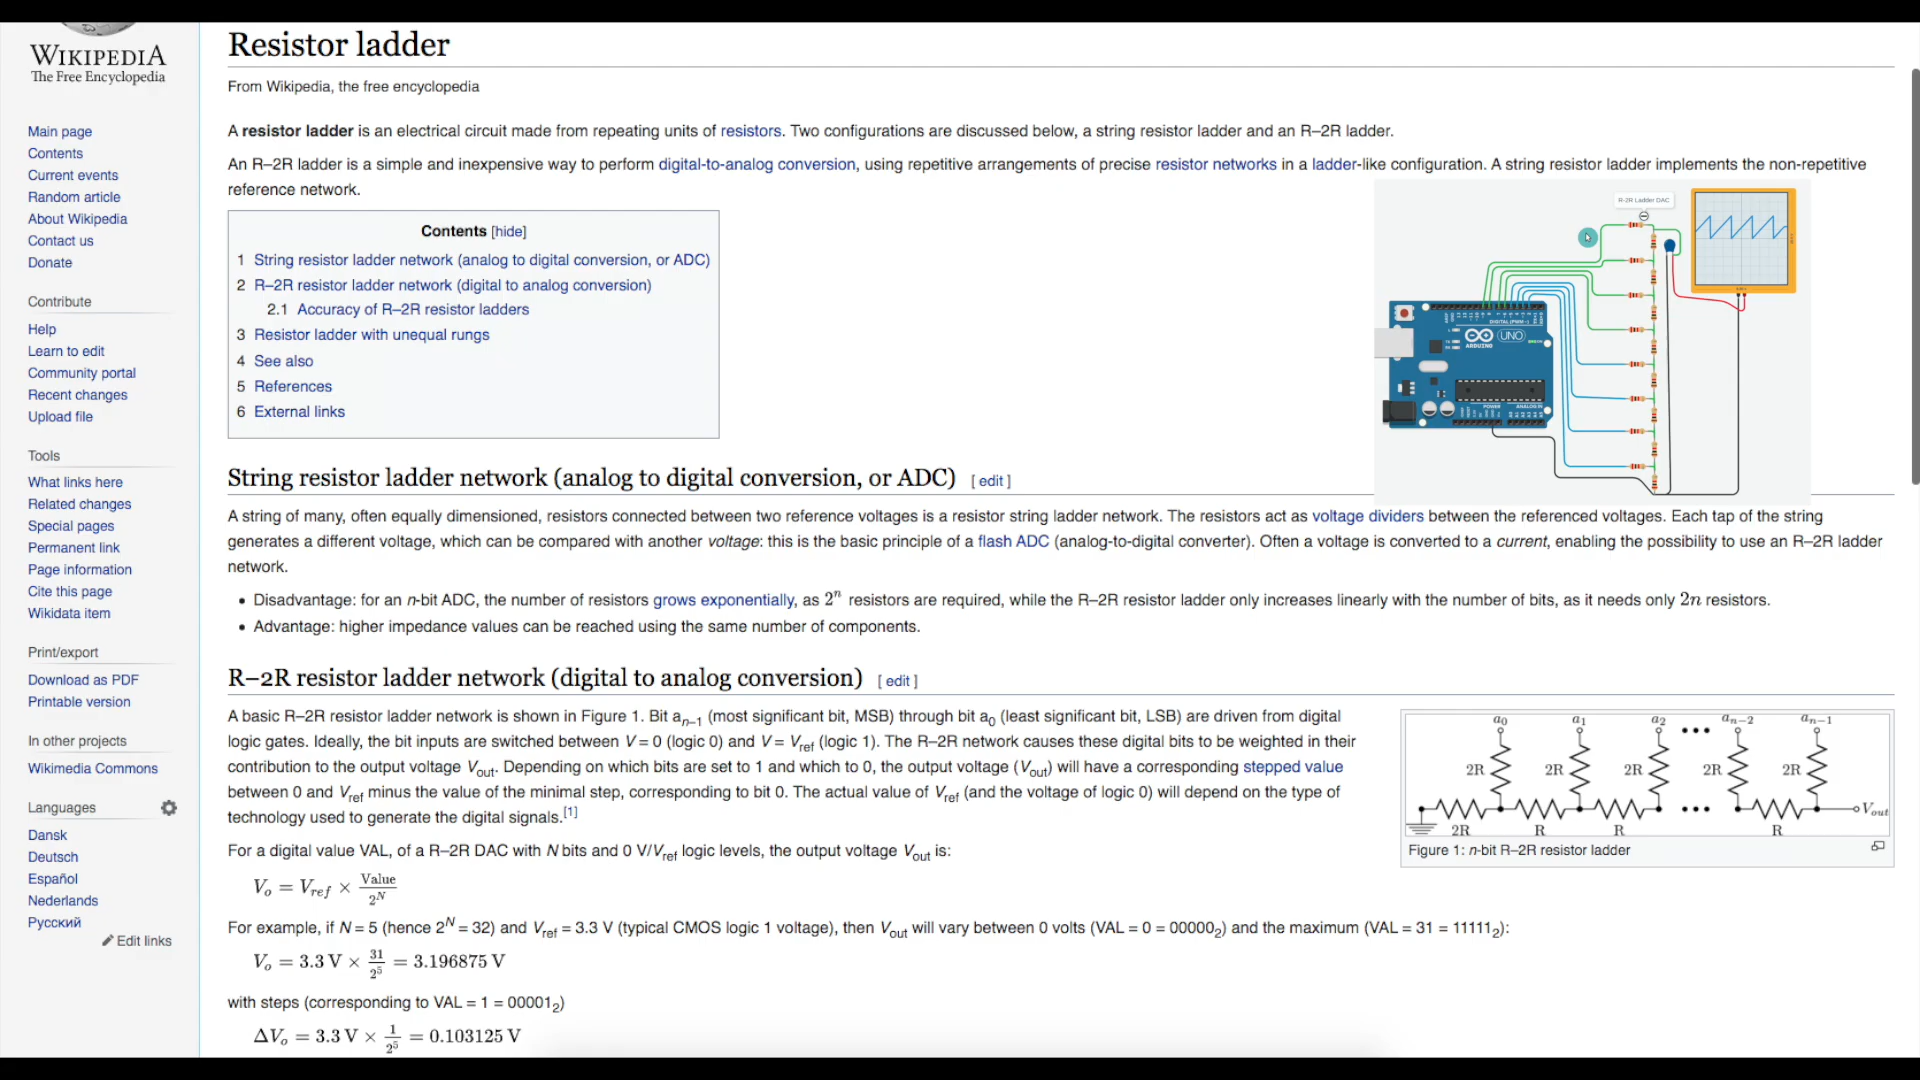 WIKIPEDIA
The Free Encyclopedia
Main page
Contents
Current events
Random article
About Wikipedia
Contact us
Donate
Contribute
Help
Learn to edit
Community portal
Recent changes
Upload file
Tools
What links here
Related changes
Special pages
Permanent link
Page information
Cite this page
Wikidata item
Print/export
Download as PDF
Printable version
In other projects
Wikimedia Commons
Languages
Dansk
Deutsch
Español
Nederlands
Русский
Edit links
Resistor ladder
From Wikipedia, the free encyclopedia
A resistor ladder is an electrical circuit made from repeating units of resistors. Two configurations are discussed below, a string resistor ladder and an R–2R ladder.
An R–2R ladder is a simple and inexpensive way to perform digital-to-analog conversion, using repetitive arrangements of precise resistor networks in a ladder-like configuration. A string resistor ladder implements the non-repetitive
reference network.
Contents [hide]
1 String resistor ladder network (analog to digital conversion, or ADC)
2 R–2R resistor ladder network (digital to analog conversion)
2.1 Accuracy of R–2R resistor ladders
3 Resistor ladder with unequal rungs
4 See also
5 References
6 External links
R-2R Ladder DAC
DIGITAL (PWM ~)
UNO
ARDUINO
POWER
ANALOG IN
String resistor ladder network (analog to digital conversion, or ADC) [ edit ]
A string of many, often equally dimensioned, resistors connected between two reference voltages is a resistor string ladder network. The resistors act as voltage dividers between the referenced voltages. Each tap of the string
generates a different voltage, which can be compared with another voltage: this is the basic principle of a flash ADC (analog-to-digital converter). Often a voltage is converted to a current, enabling the possibility to use an R–2R ladder
network.
• Disadvantage: for an n-bit ADC, the number of resistors grows exponentially, as 2ⁿ resistors are required, while the R–2R resistor ladder only increases linearly with the number of bits, as it needs only 2n resistors.
• Advantage: higher impedance values can be reached using the same number of components.
R–2R resistor ladder network (digital to analog conversion) [ edit ]
A basic R–2R resistor ladder network is shown in Figure 1. Bit aₙ₋₁ (most significant bit, MSB) through bit a₀ (least significant bit, LSB) are driven from digital
logic gates. Ideally, the bit inputs are switched between V = 0 (logic 0) and V = Vref (logic 1). The R–2R network causes these digital bits to be weighted in their
contribution to the output voltage Vout. Depending on which bits are set to 1 and which to 0, the output voltage (Vout) will have a corresponding stepped value
between 0 and Vref minus the value of the minimal step, corresponding to bit 0. The actual value of Vref (and the voltage of logic 0) will depend on the type of
technology used to generate the digital signals.[1]
For a digital value VAL, of a R–2R DAC with N bits and 0 V/Vref logic levels, the output voltage Vout is:
Vo = Vref × Value / 2ᴺ
For example, if N = 5 (hence 2ᴺ = 32) and Vref = 3.3 V (typical CMOS logic 1 voltage), then Vout will vary between 0 volts (VAL = 0 = 00000₂) and the maximum (VAL = 31 = 11111₂):
Vo = 3.3 V × 31 / 2⁵ = 3.196875 V
with steps (corresponding to VAL = 1 = 00001₂)
ΔVo = 3.3 V × 1 / 2⁵ = 0.103125 V
a₀ a₁ a₂ ••• aₙ₋₂ aₙ₋₁
2R 2R 2R 2R 2R
••• Vout
2R R R R
Figure 1: n-bit R–2R resistor ladder